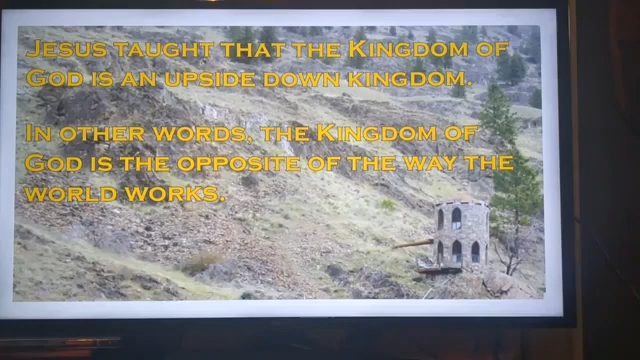 Jesus taught that the Kingdom of
God is an upside down kingdom.
In other words, the Kingdom of
God is the opposite of the way the
world works.